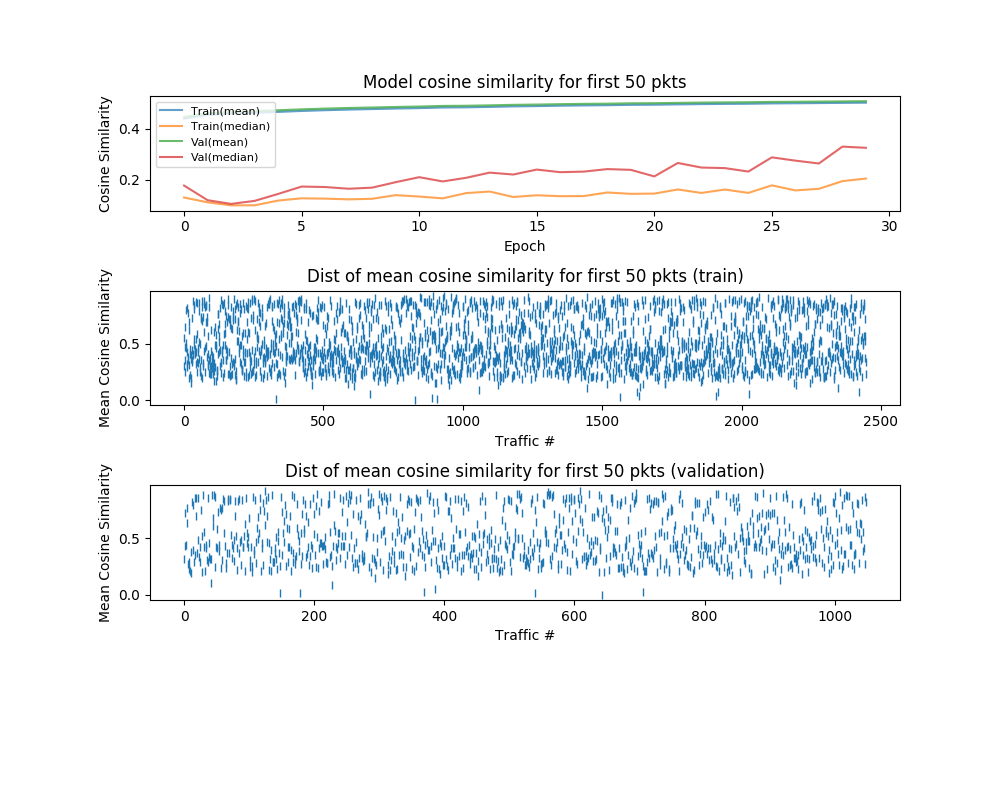 Model cosine similarity for first 50 pkts
Cosine Similarity
0.4
0.2
Train(mean)
Train(median)
Val(mean)
Val(median)
0 5 10 15 20 25 30
Epoch
Dist of mean cosine similarity for first 50 pkts (train)
Mean Cosine Similarity
0.5
0.0
0 500 1000 1500 2000 2500
Traffic #
Dist of mean cosine similarity for first 50 pkts (validation)
Mean Cosine Similarity
0.5
0.0
0 200 400 600 800 1000
Traffic #